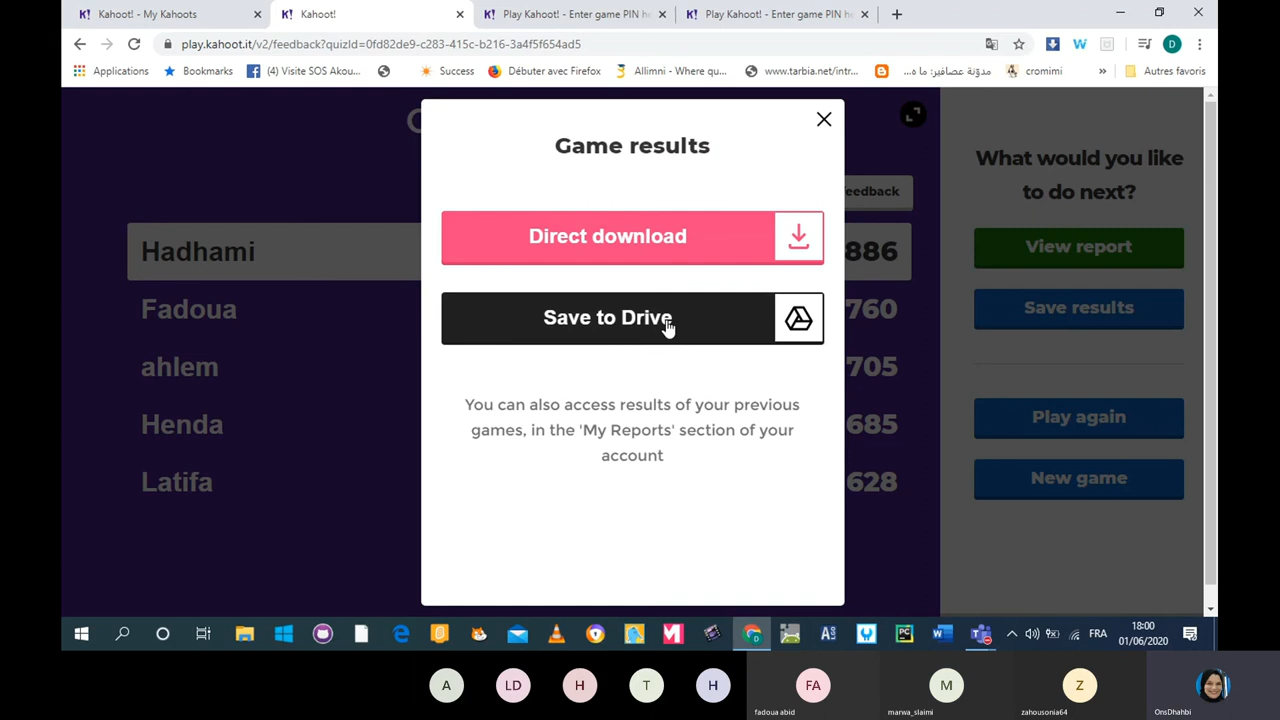 Kahoot! - My Kahoots
Kahoot!
Play Kahoot! - Enter game PIN he
Play Kahoot! - Enter game PIN he
play.kahoot.it/v2/feedback?quizId=0fd82de9-c283-415c-b216-3a4f5f654ad5
D
Applications
Bookmarks
(4) Visite SOS Akou...
Success
Débuter avec Firefox
Allimni - Where qu...
www.tarbia.net/intr...
مدوّنة عصافير: ما ه...
cromimi
»
Autres favoris
Game results
Direct download
Save to Drive
You can also access results of your previous
games, in the 'My Reports' section of your
account
feedback
Hadhami
886
Fadoua
760
ahlem
705
Henda
685
Latifa
628
What would you like
to do next?
View report
Save results
Play again
New game
FRA
18:00
01/06/2020
A
LD
H
T
H
FA
fadoua abid
M
marwa_slaimi
Z
zahousonia64
OnsDhahbi